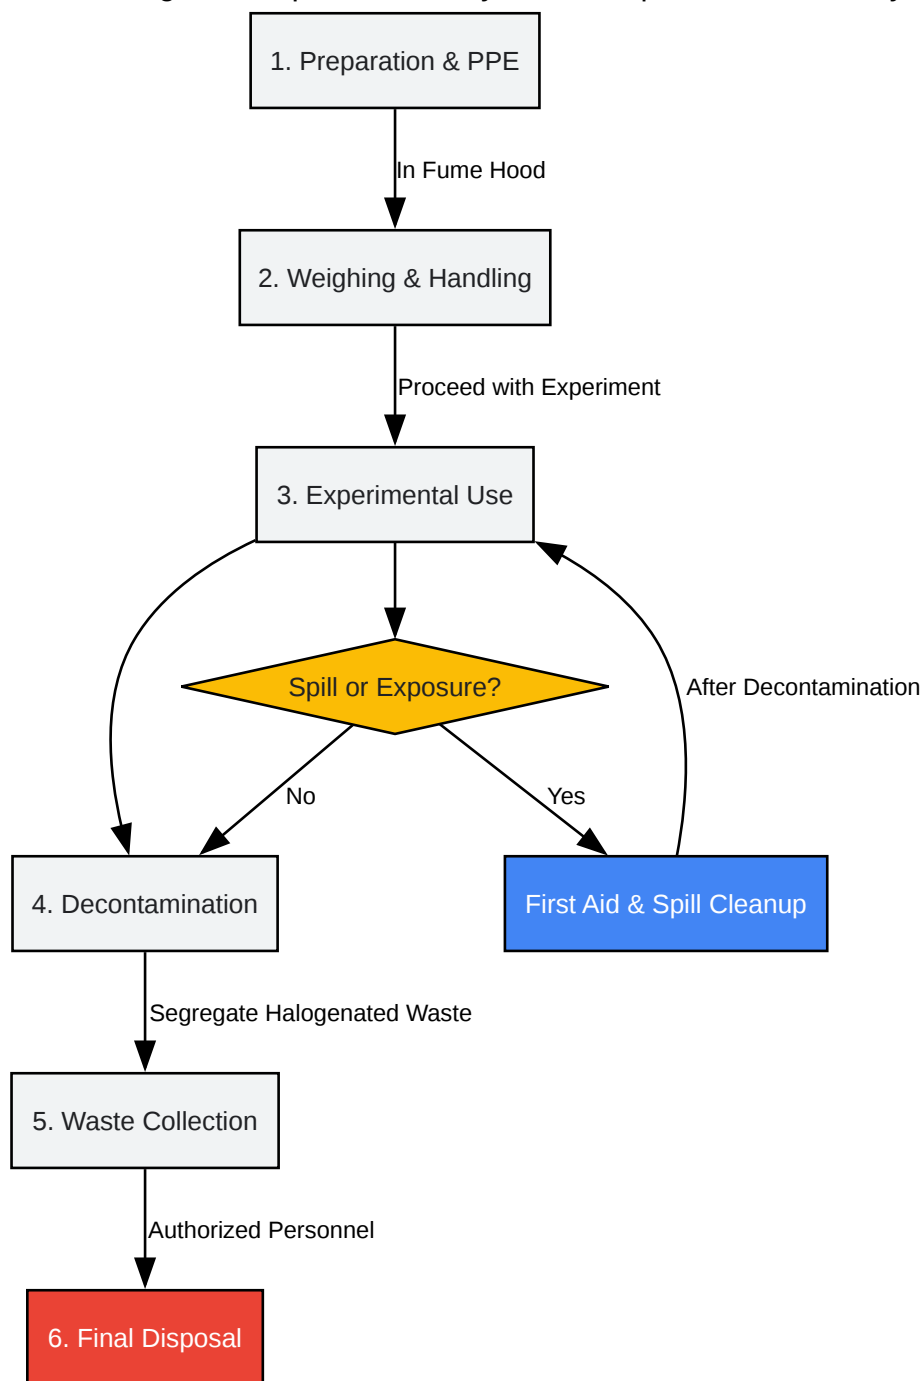 1. Preparation & PPE
In Fume Hood
2. Weighing & Handling
Proceed with Experiment
3. Experimental Use
Spill or Exposure?
After Decontamination
No
Yes
4. Decontamination
First Aid & Spill Cleanup
Segregate Halogenated Waste
5. Waste Collection
Authorized Personnel
6. Final Disposal